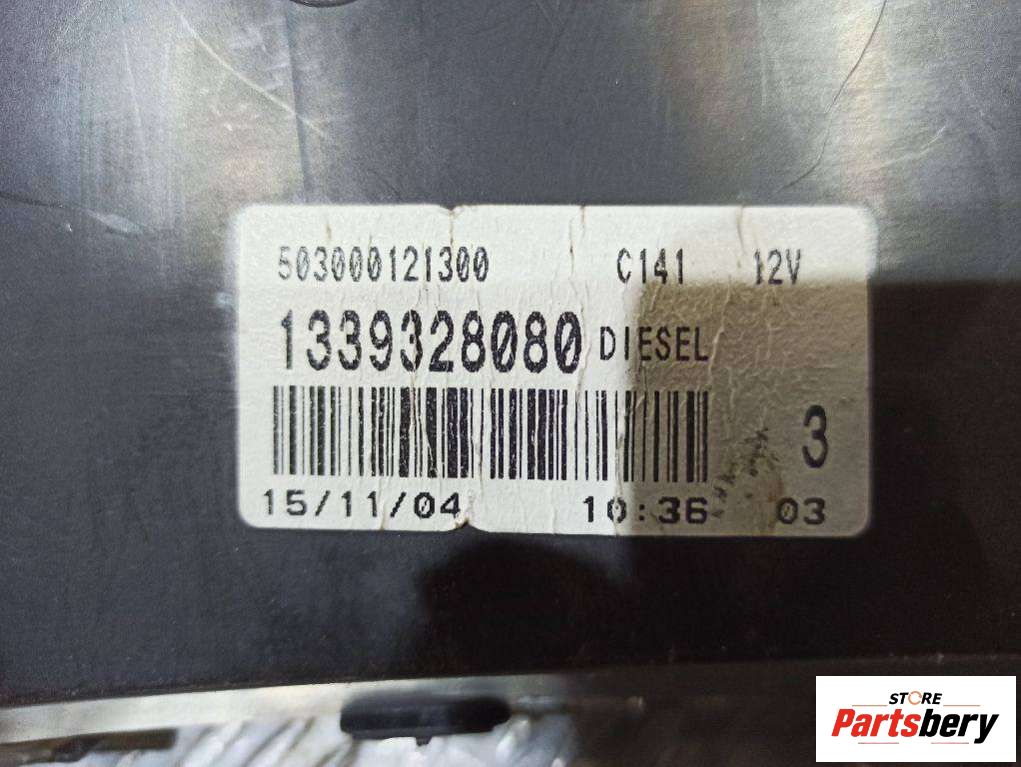 503000121300 C141 12V
1339328080 DIESEL
3
15/11/04 10:36 03
STORE
Partsbery